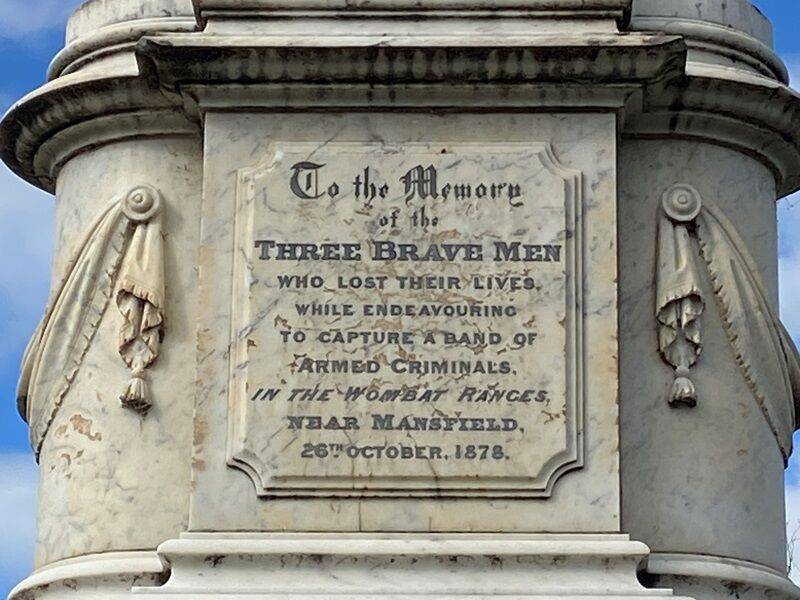 To the Memory
of the
THREE BRAVE MEN
WHO LOST THEIR LIVES,
WHILE ENDEAVOURING
TO CAPTURE A BAND OF
ARMED CRIMINALS,
IN THE WOMBAT RANGES,
NEAR MANSFIELD,
26TH OCTOBER, 1878.